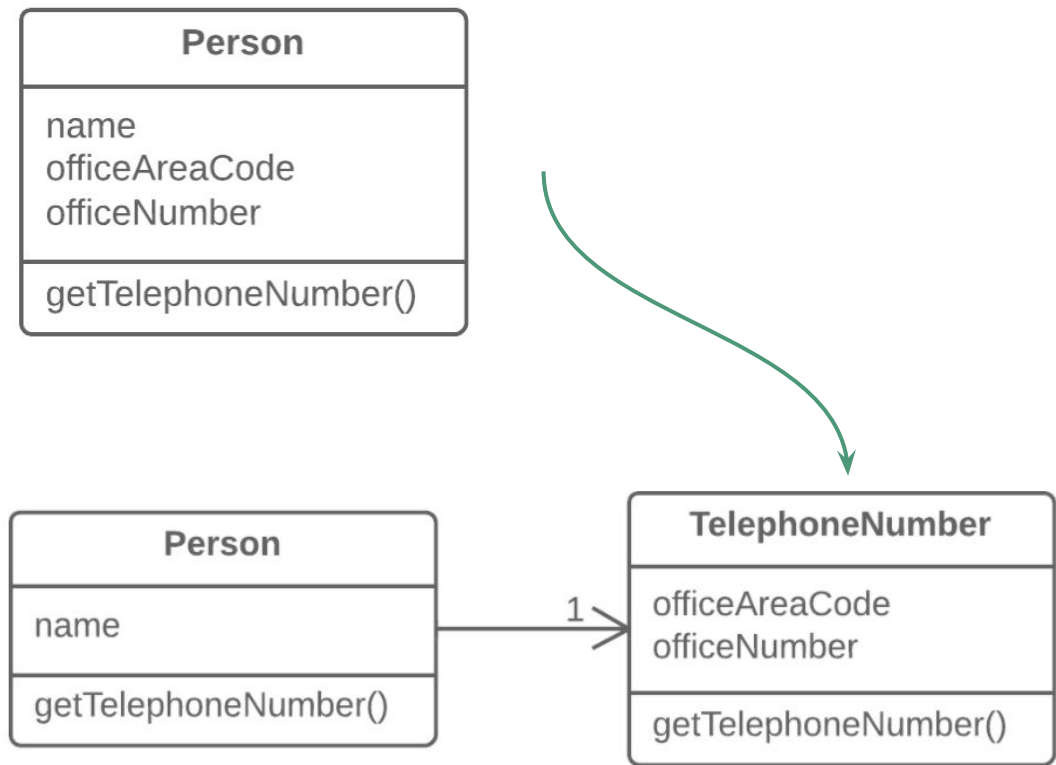 Person
name
officeAreaCode
officeNumber
getTelephoneNumber()
Person
name
getTelephoneNumber()
1
TelephoneNumber
officeAreaCode
officeNumber
getTelephoneNumber()